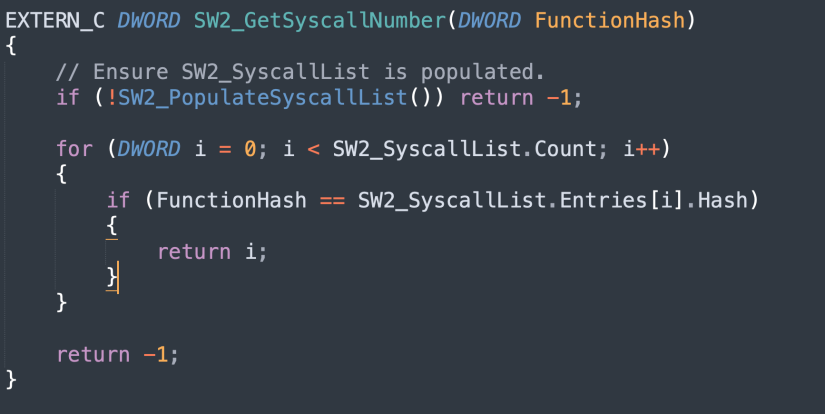 EXTERN_C DWORD SW2_GetSyscallNumber(DWORD FunctionHash)
{
    // Ensure SW2_SyscallList is populated.
    if (!SW2_PopulateSyscallList()) return -1;

    for (DWORD i = 0; i < SW2_SyscallList.Count; i++)
    {
        if (FunctionHash == SW2_SyscallList.Entries[i].Hash)
        {
            return i;
        }
    }

    return -1;
}